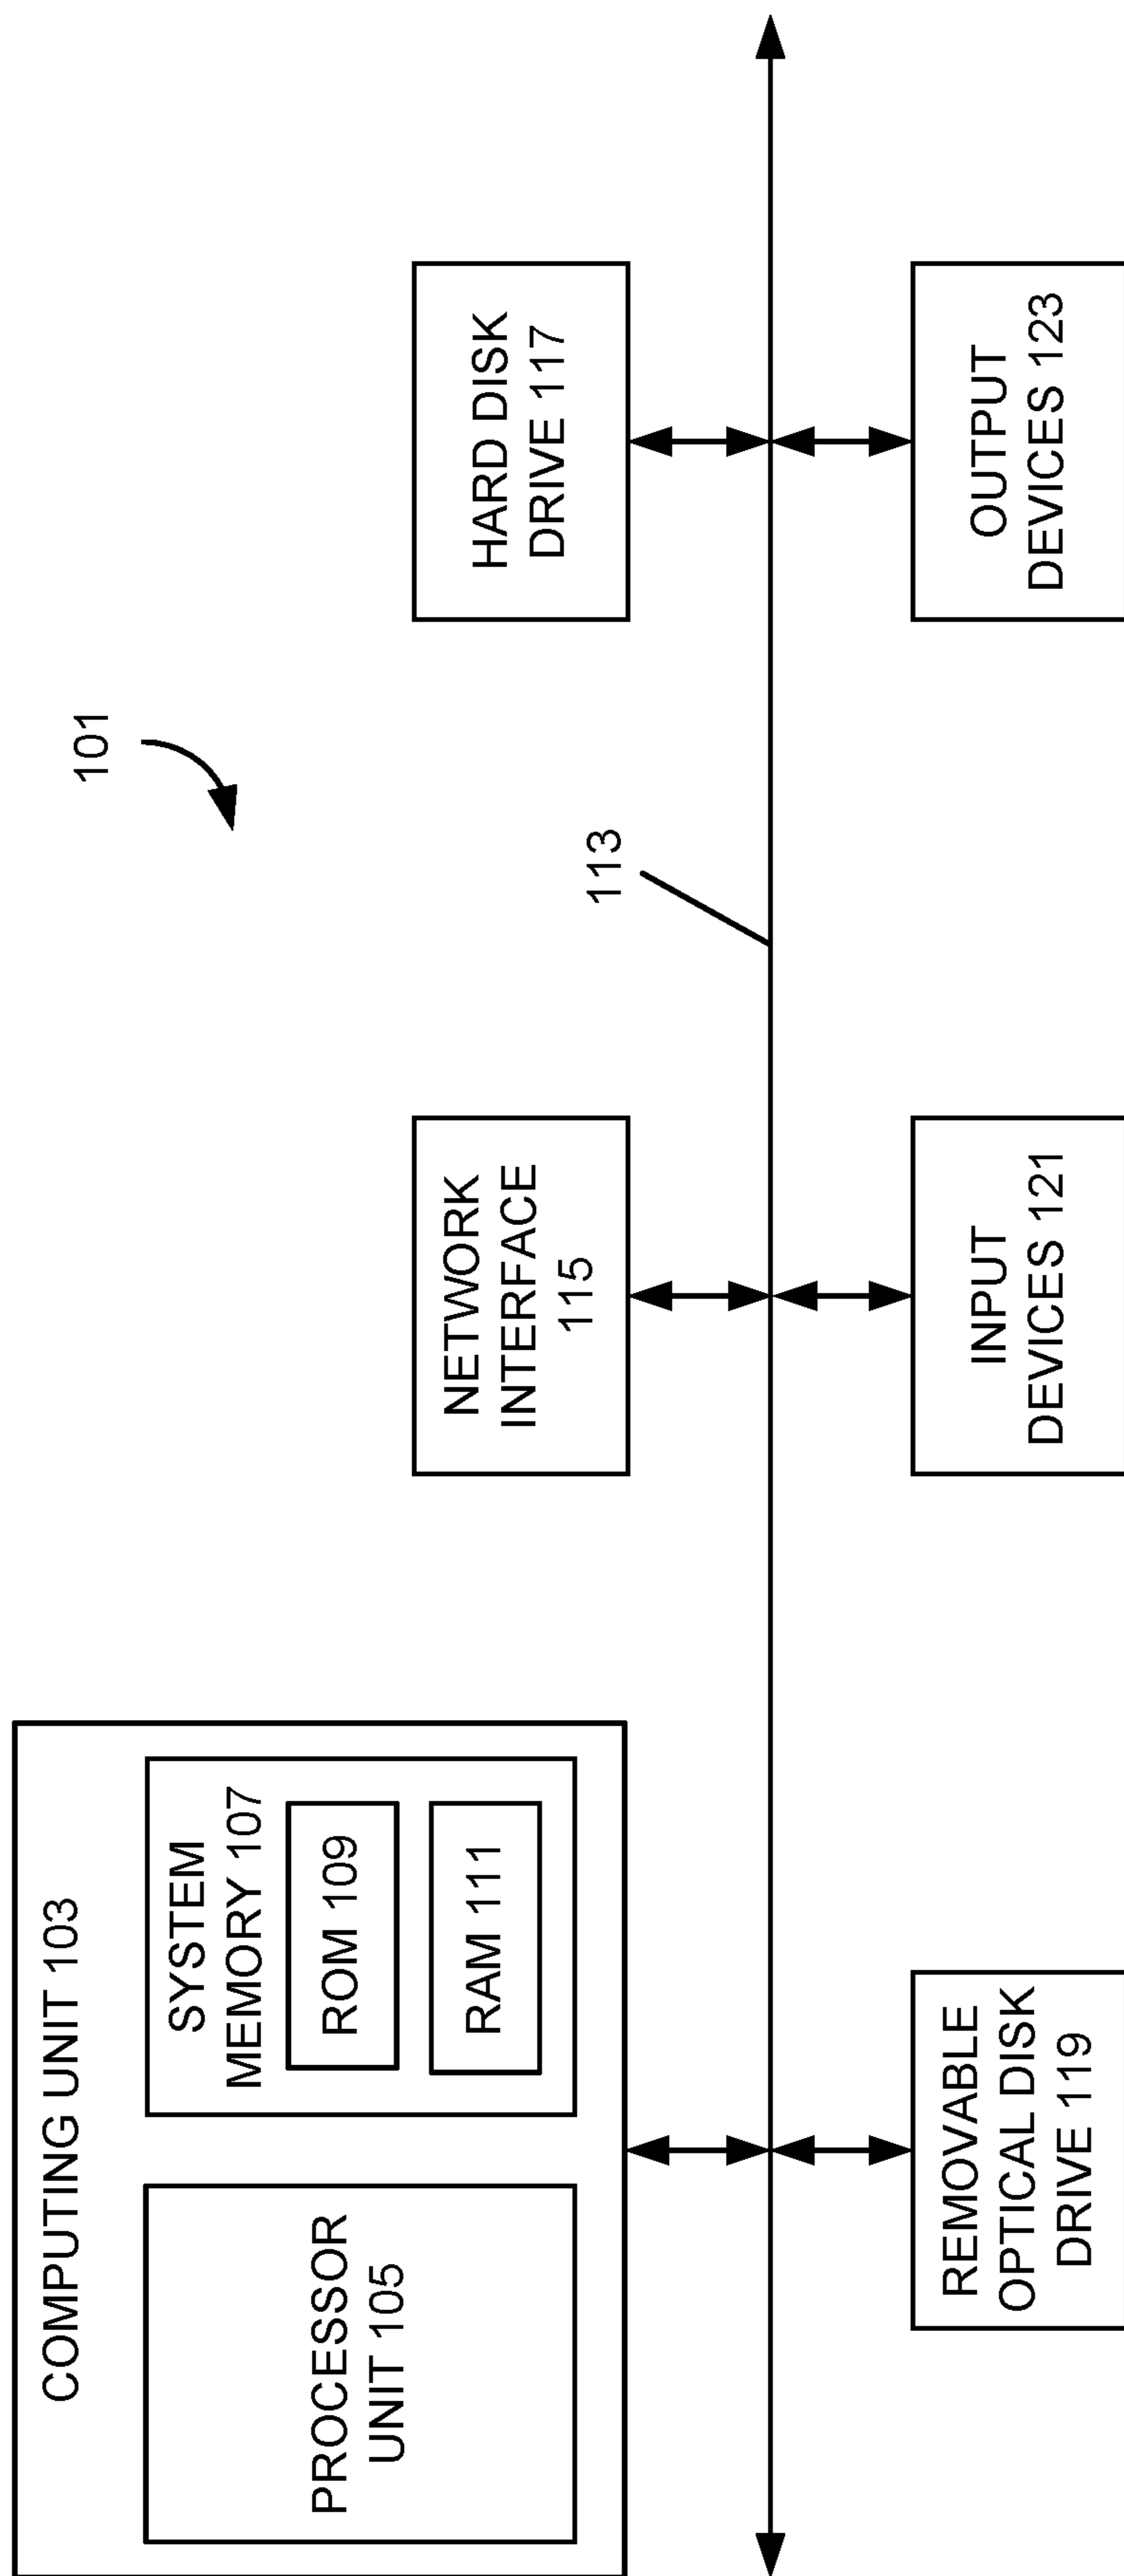 101
COMPUTING UNIT 103
PROCESSOR
UNIT 105
SYSTEM
MEMORY 107
ROM 109
RAM 111
NETWORK
INTERFACE
115
HARD DISK
DRIVE 117
113
REMOVABLE
OPTICAL DISK
DRIVE 119
INPUT
DEVICES 121
OUTPUT
DEVICES 123